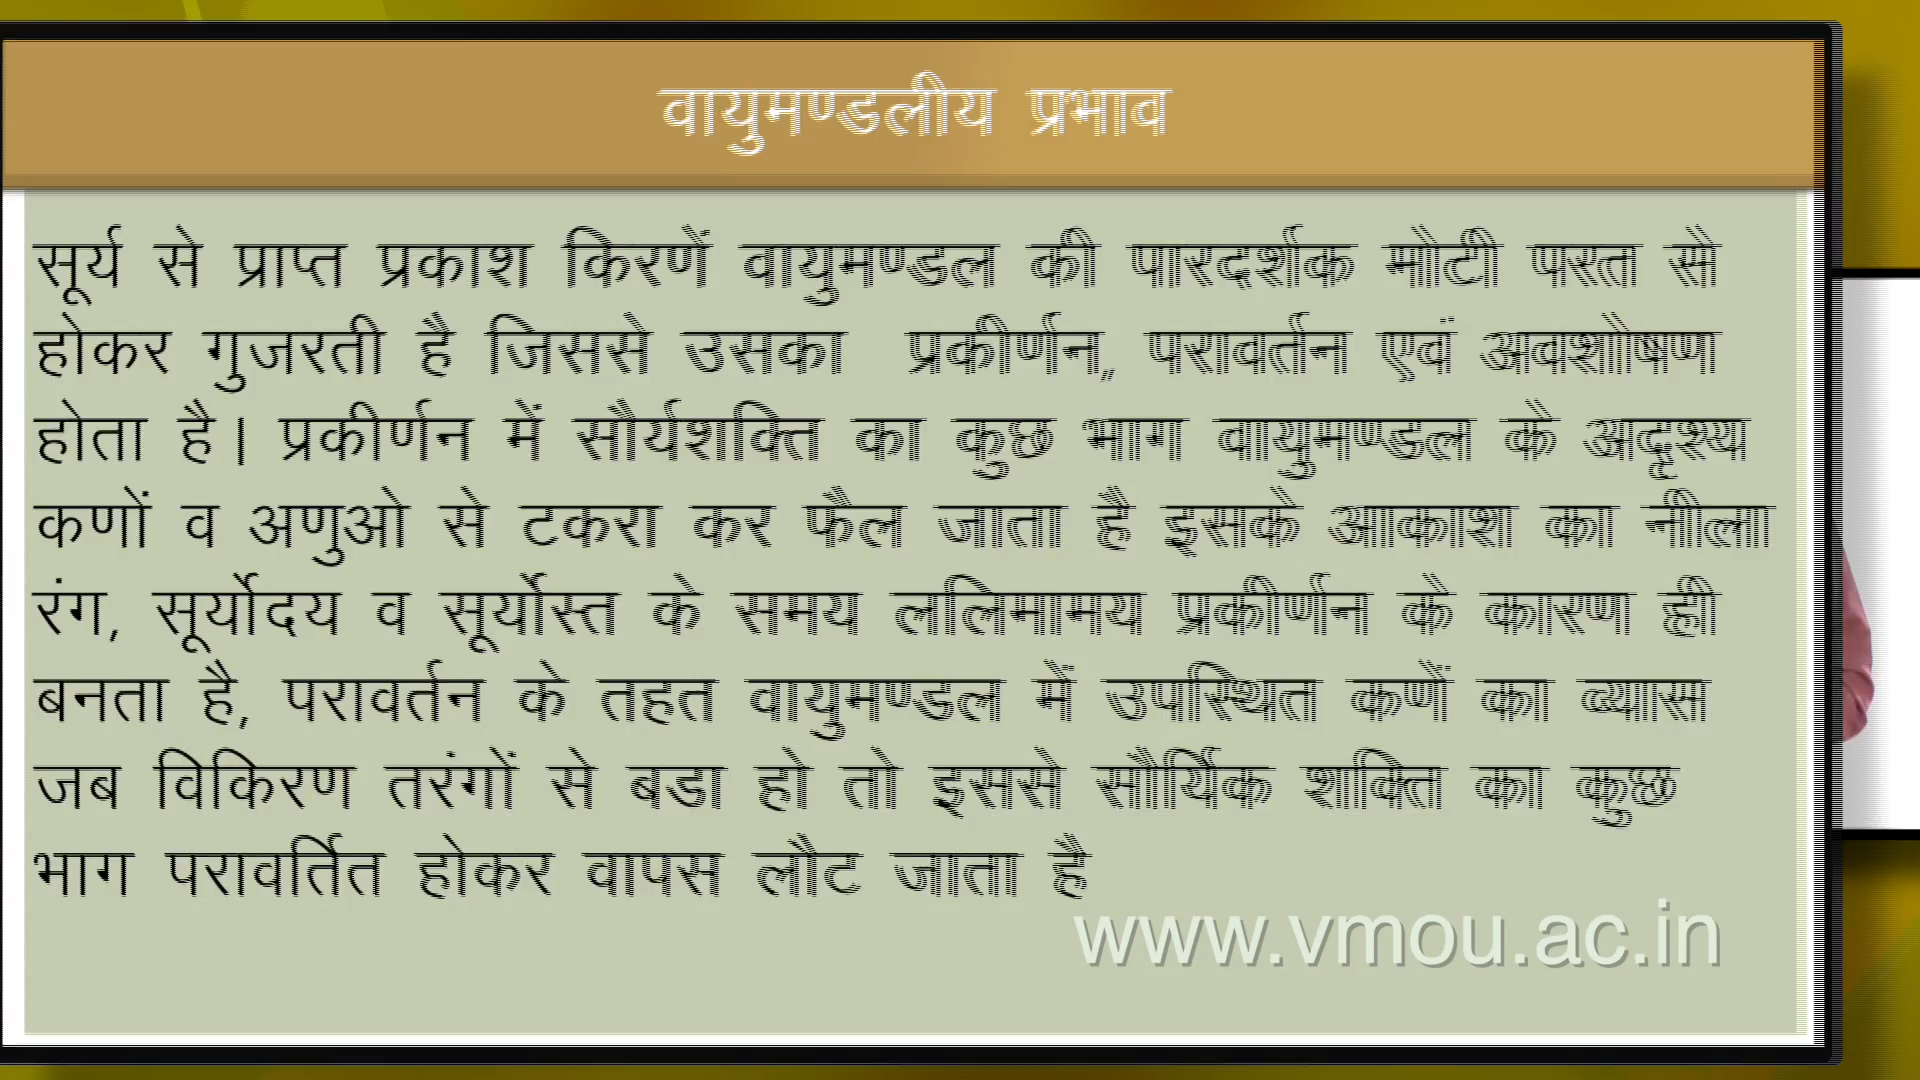 वायुमण्डलीय प्रभाव
सूर्य से प्राप्त प्रकाश किरणें वायुमण्डल की पारदर्शक मोटी परत से
होकर गुजरती है जिससे उसका प्रकीर्णन, परावर्तन एवं अवशोषण
होता है। प्रकीर्णन में सौर्यशक्ति का कुछ भाग वायुमण्डल के अदृश्य
कणों व अणुओ से टकरा कर फैल जाता है इसके आकाश का नीला
रंग, सूर्योदय व सूर्योस्त के समय ललिमामय प्रकीर्णन के कारण ही
बनता है, परावर्तन के तहत वायुमण्डल में उपस्थित कणों का व्यास
जब विकिरण तरंगों से बडा हो तो इससे सौर्यिक शक्ति का कुछ
भाग परावर्तित होकर वापस लौट जाता है
www.vmou.ac.in